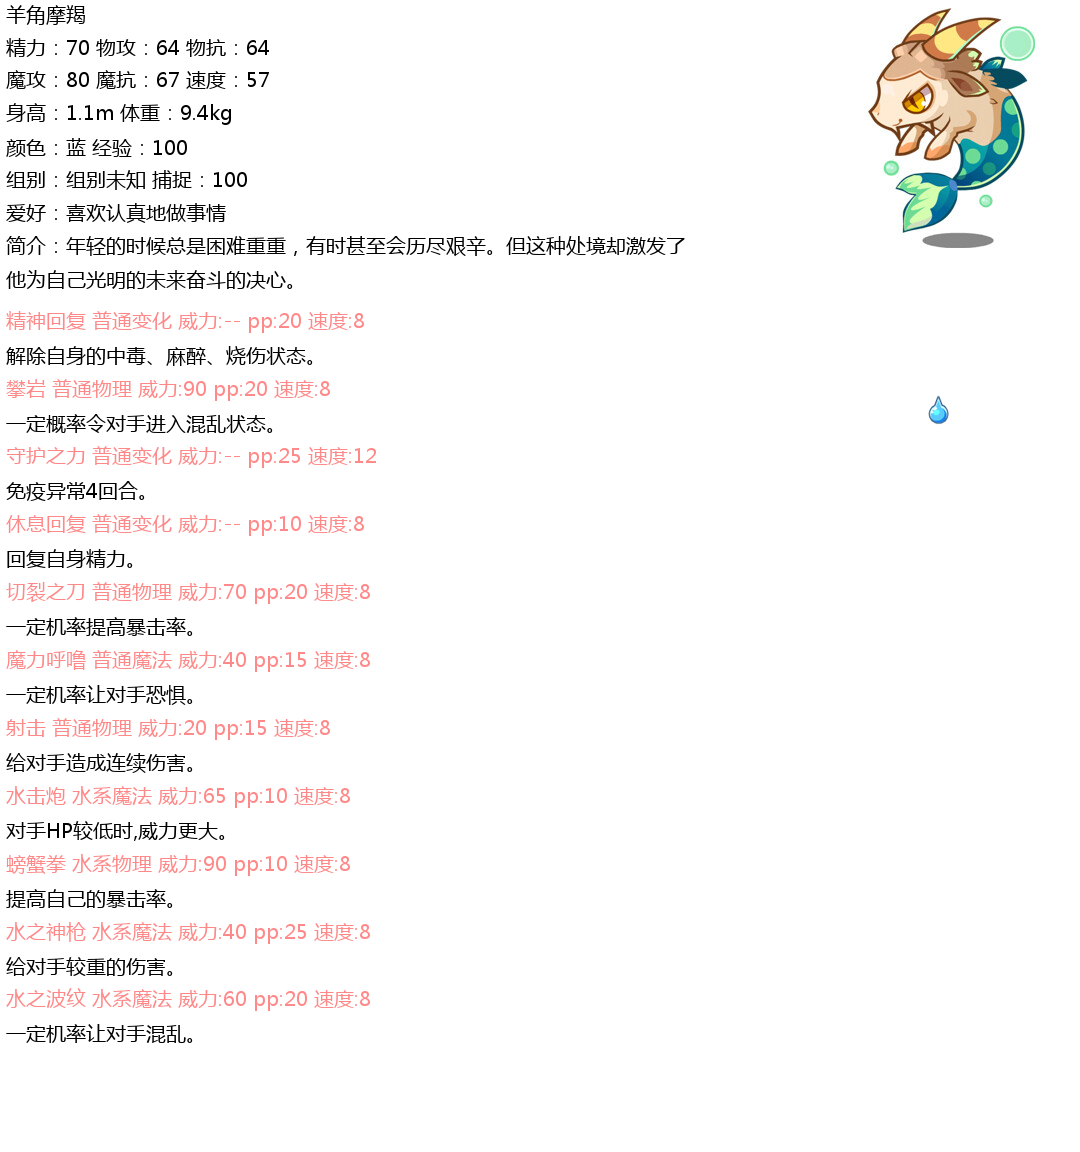 羊角摩羯
精力：70 物攻：64 物抗：64
魔攻：80 魔抗：67 速度：57
身高：1.1m 体重：9.4kg
颜色：蓝 经验：100
组别：组别未知 捕捉：100
爱好：喜欢认真地做事情
简介：年轻的时候总是困难重重，有时甚至会历尽艰辛。但这种处境却激发了
他为自己光明的未来奋斗的决心。
精神回复 普通变化 威力:-- pp:20 速度:8
解除自身的中毒、麻醉、烧伤状态。
攀岩 普通物理 威力:90 pp:20 速度:8
一定概率令对手进入混乱状态。
守护之力 普通变化 威力:-- pp:25 速度:12
免疫异常4回合。
休息回复 普通变化 威力:-- pp:10 速度:8
回复自身精力。
切裂之刀 普通物理 威力:70 pp:20 速度:8
一定机率提高暴击率。
魔力呼噜 普通魔法 威力:40 pp:15 速度:8
一定机率让对手恐惧。
射击 普通物理 威力:20 pp:15 速度:8
给对手造成连续伤害。
水击炮 水系魔法 威力:65 pp:10 速度:8
对手HP较低时,威力更大。
螃蟹拳 水系物理 威力:90 pp:10 速度:8
提高自己的暴击率。
水之神枪 水系魔法 威力:40 pp:25 速度:8
给对手较重的伤害。
水之波纹 水系魔法 威力:60 pp:20 速度:8
一定机率让对手混乱。